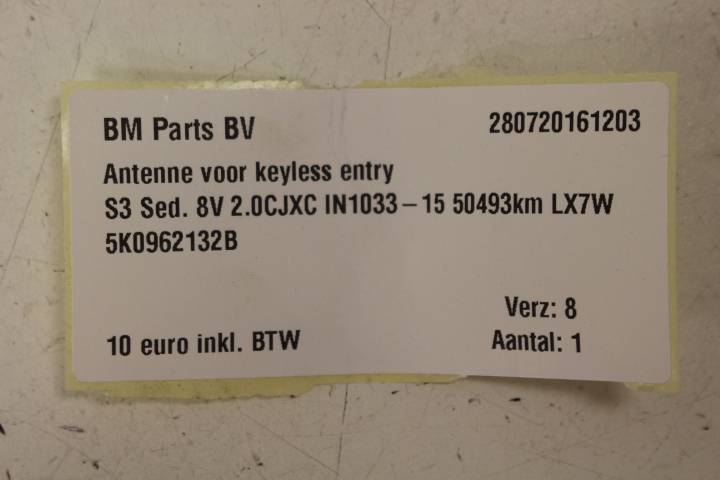 BM Parts BV 280720161203
Antenne voor keyless entry
S3 Sed. 8V 2.0CJXC IN1033-15 50493km LX7W
5K0962132B
Verz: 8
10 euro inkl. BTW Aantal: 1